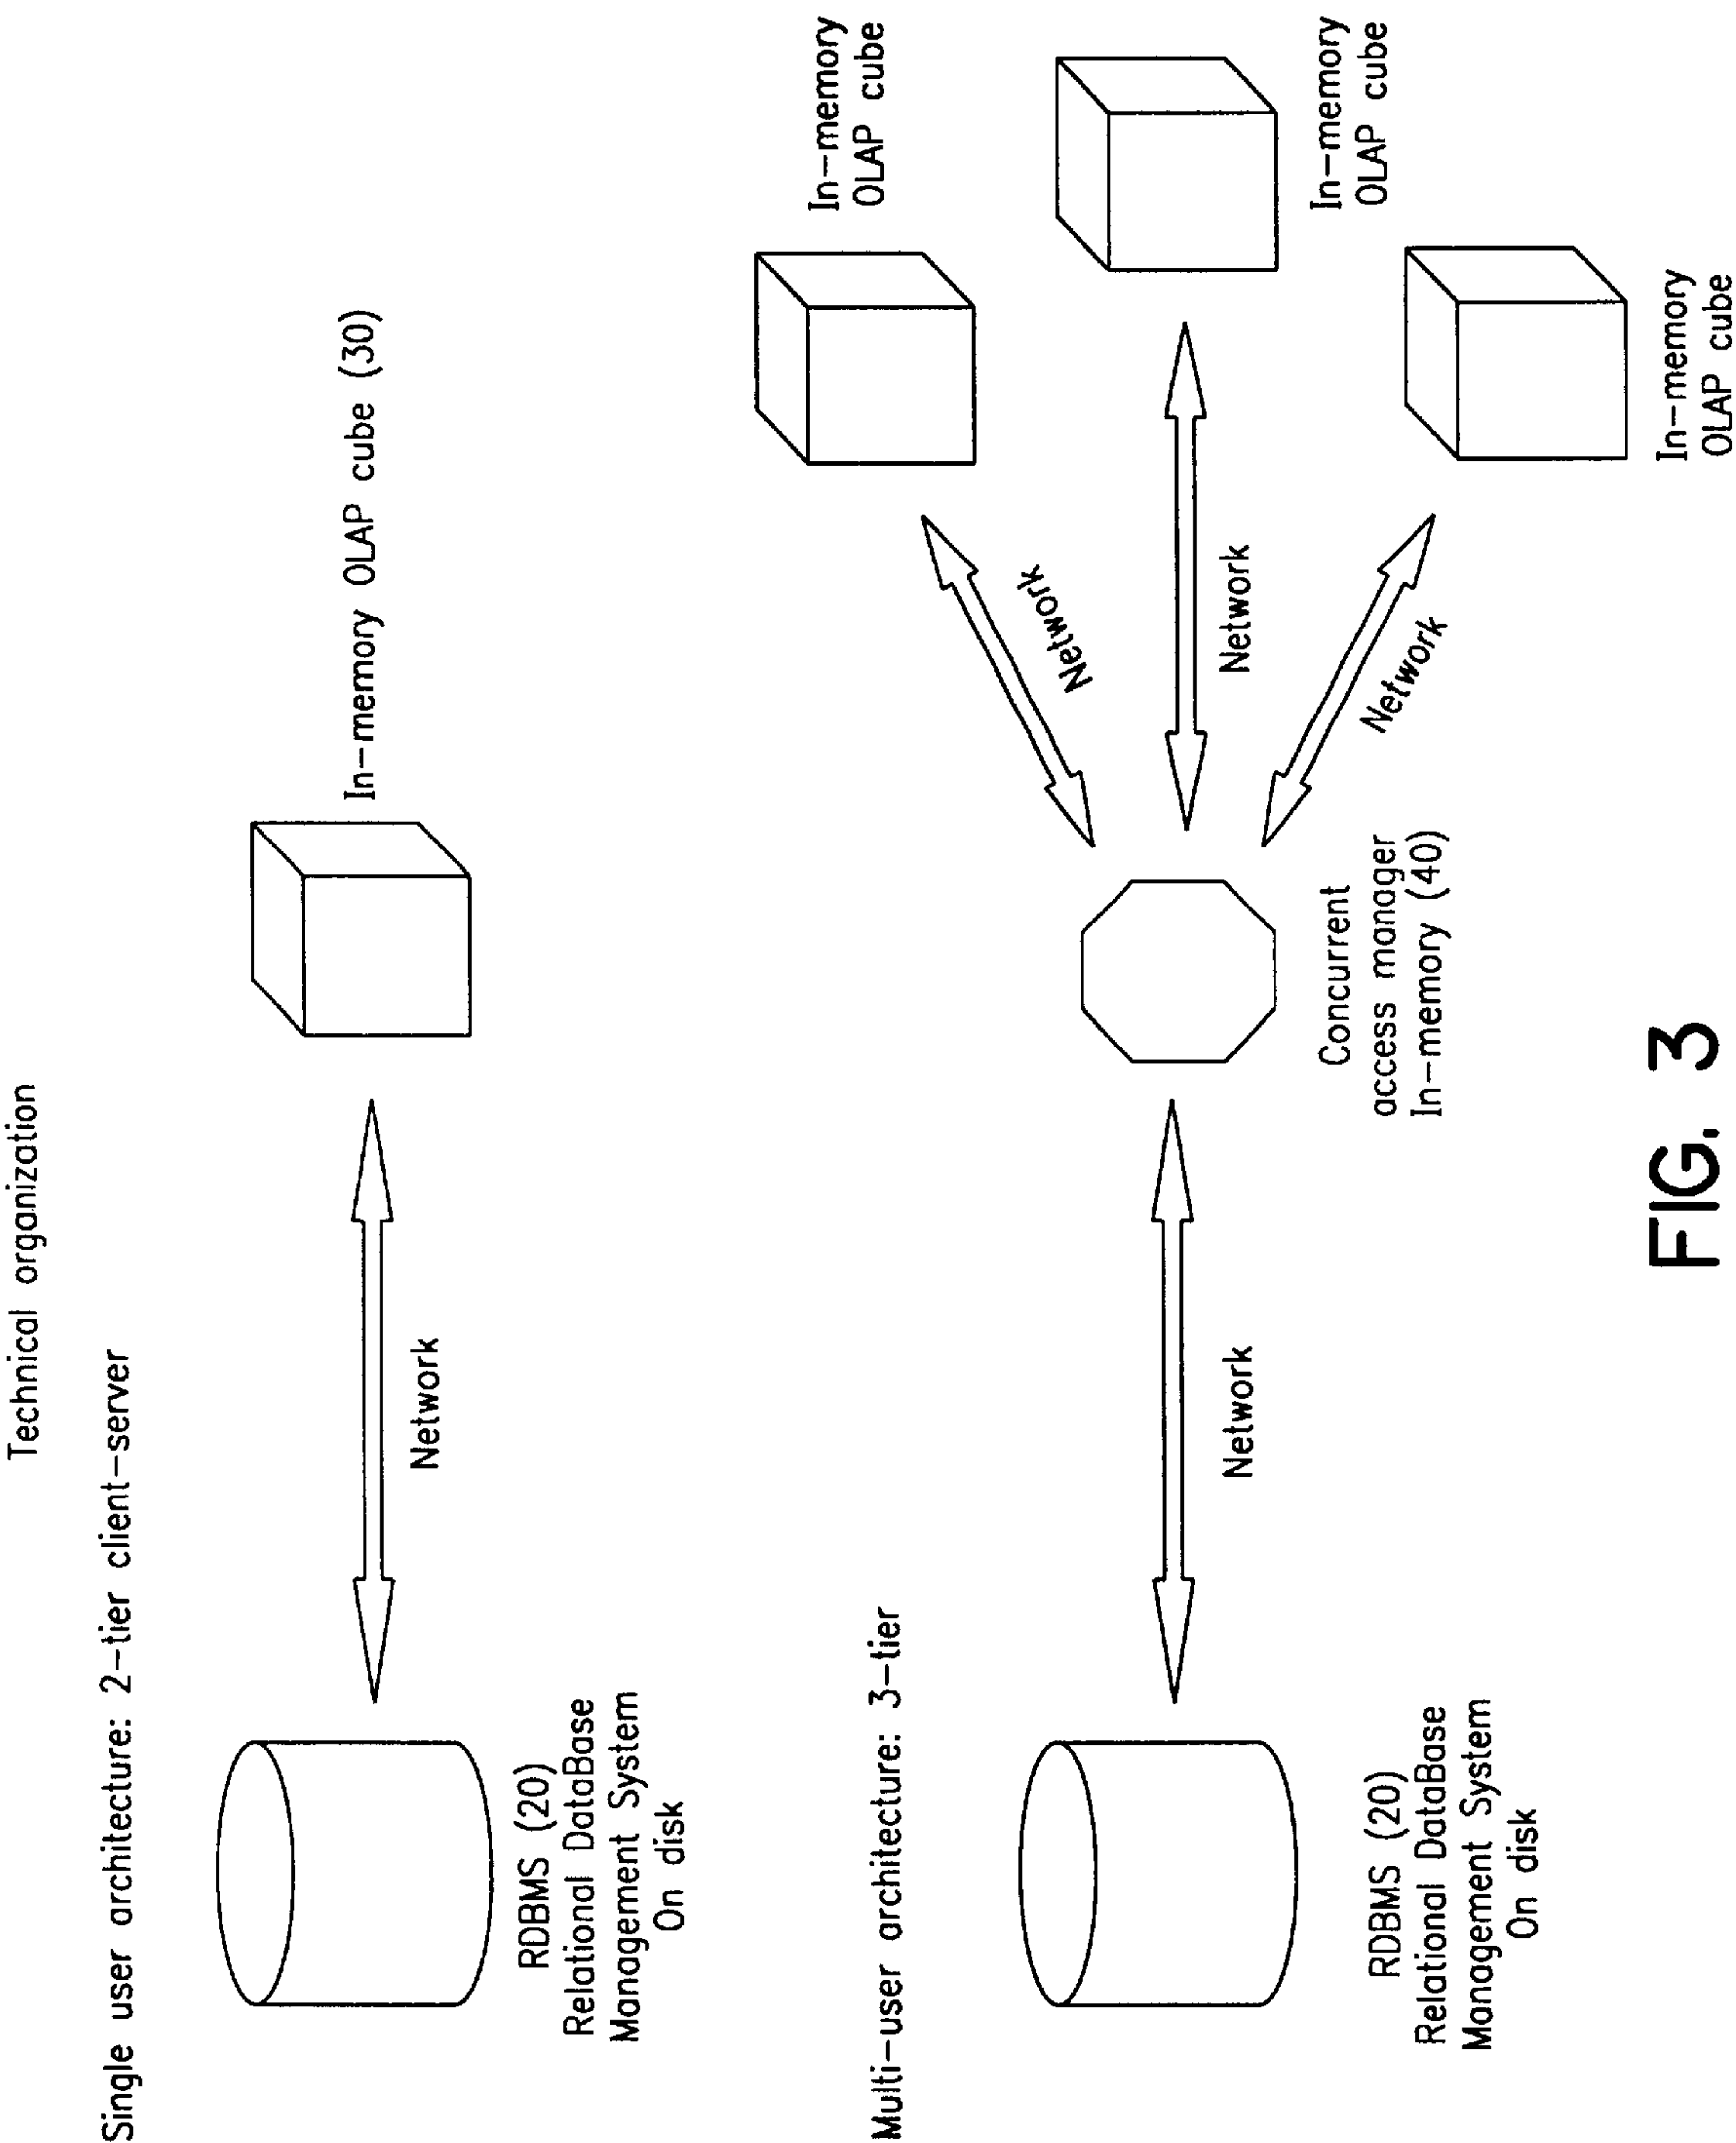 Technical organization
Single user architecture: 2-tier client-server
In-memory OLAP cube (30)
Network
RDBMS (20)
Relational DataBase
Management System
On disk
Multi-user architecture: 3-tier
In-memory
OLAP cube
Network
Network
In-memory
OLAP cube
Network
Network
In-memory
OLAP cube
Concurrent
access manager
In-memory (40)
RDBMS (20)
Relational DataBase
Management System
On disk
FIG. 3